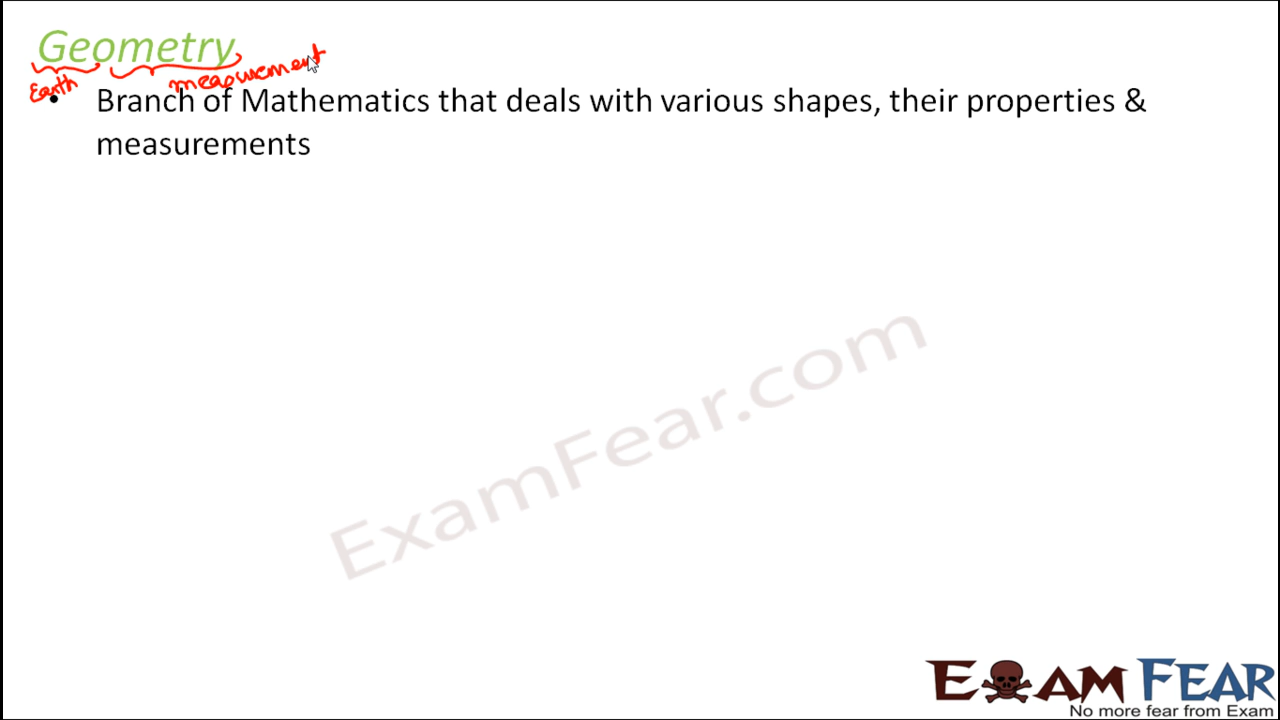 Geometry
Earth measurement
• Branch of Mathematics that deals with various shapes, their properties &
measurements
ExamFear.com
EXAM FEAR
No more fear from Exam